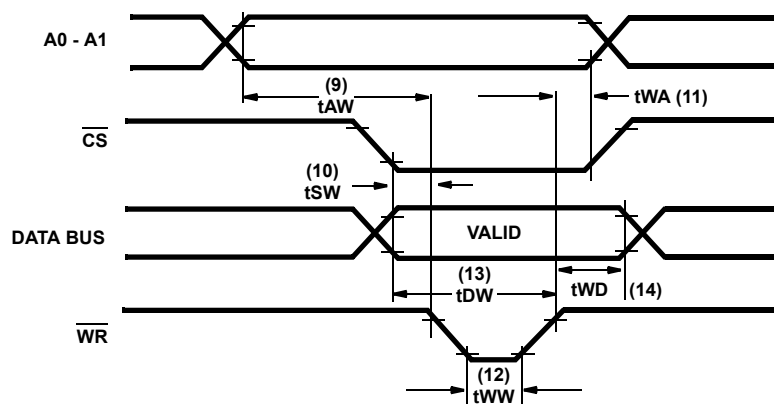 A0 - A1
(9)
tAW
tWA (11)
CS
(10)
tSW
DATA BUS
VALID
(13)
tDW
tWD
(14)
WR
(12)
tWW